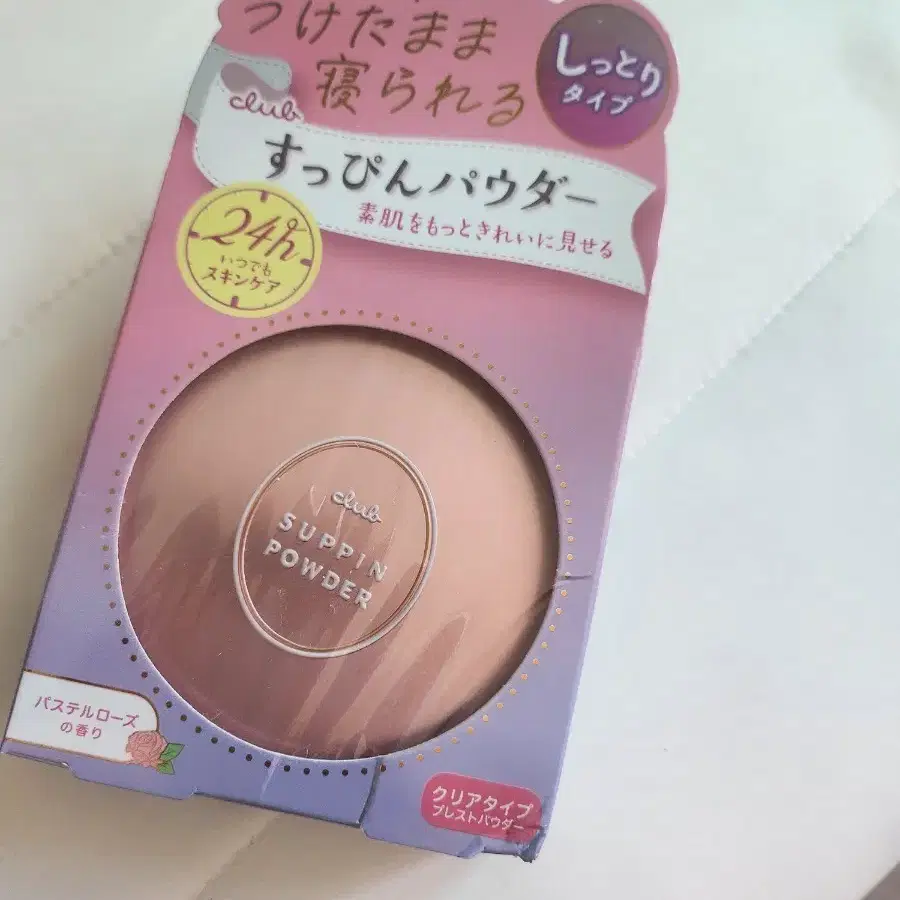 つけたまま
寝られる
しっとり
タイプ
club
すっぴんパウダー
素肌をもっときれいに見せる
24h
いつでも
スキンケア
club
SUPPIN
POWDER
パステルローズ
の香り
クリアタイプ
プレストパウダー